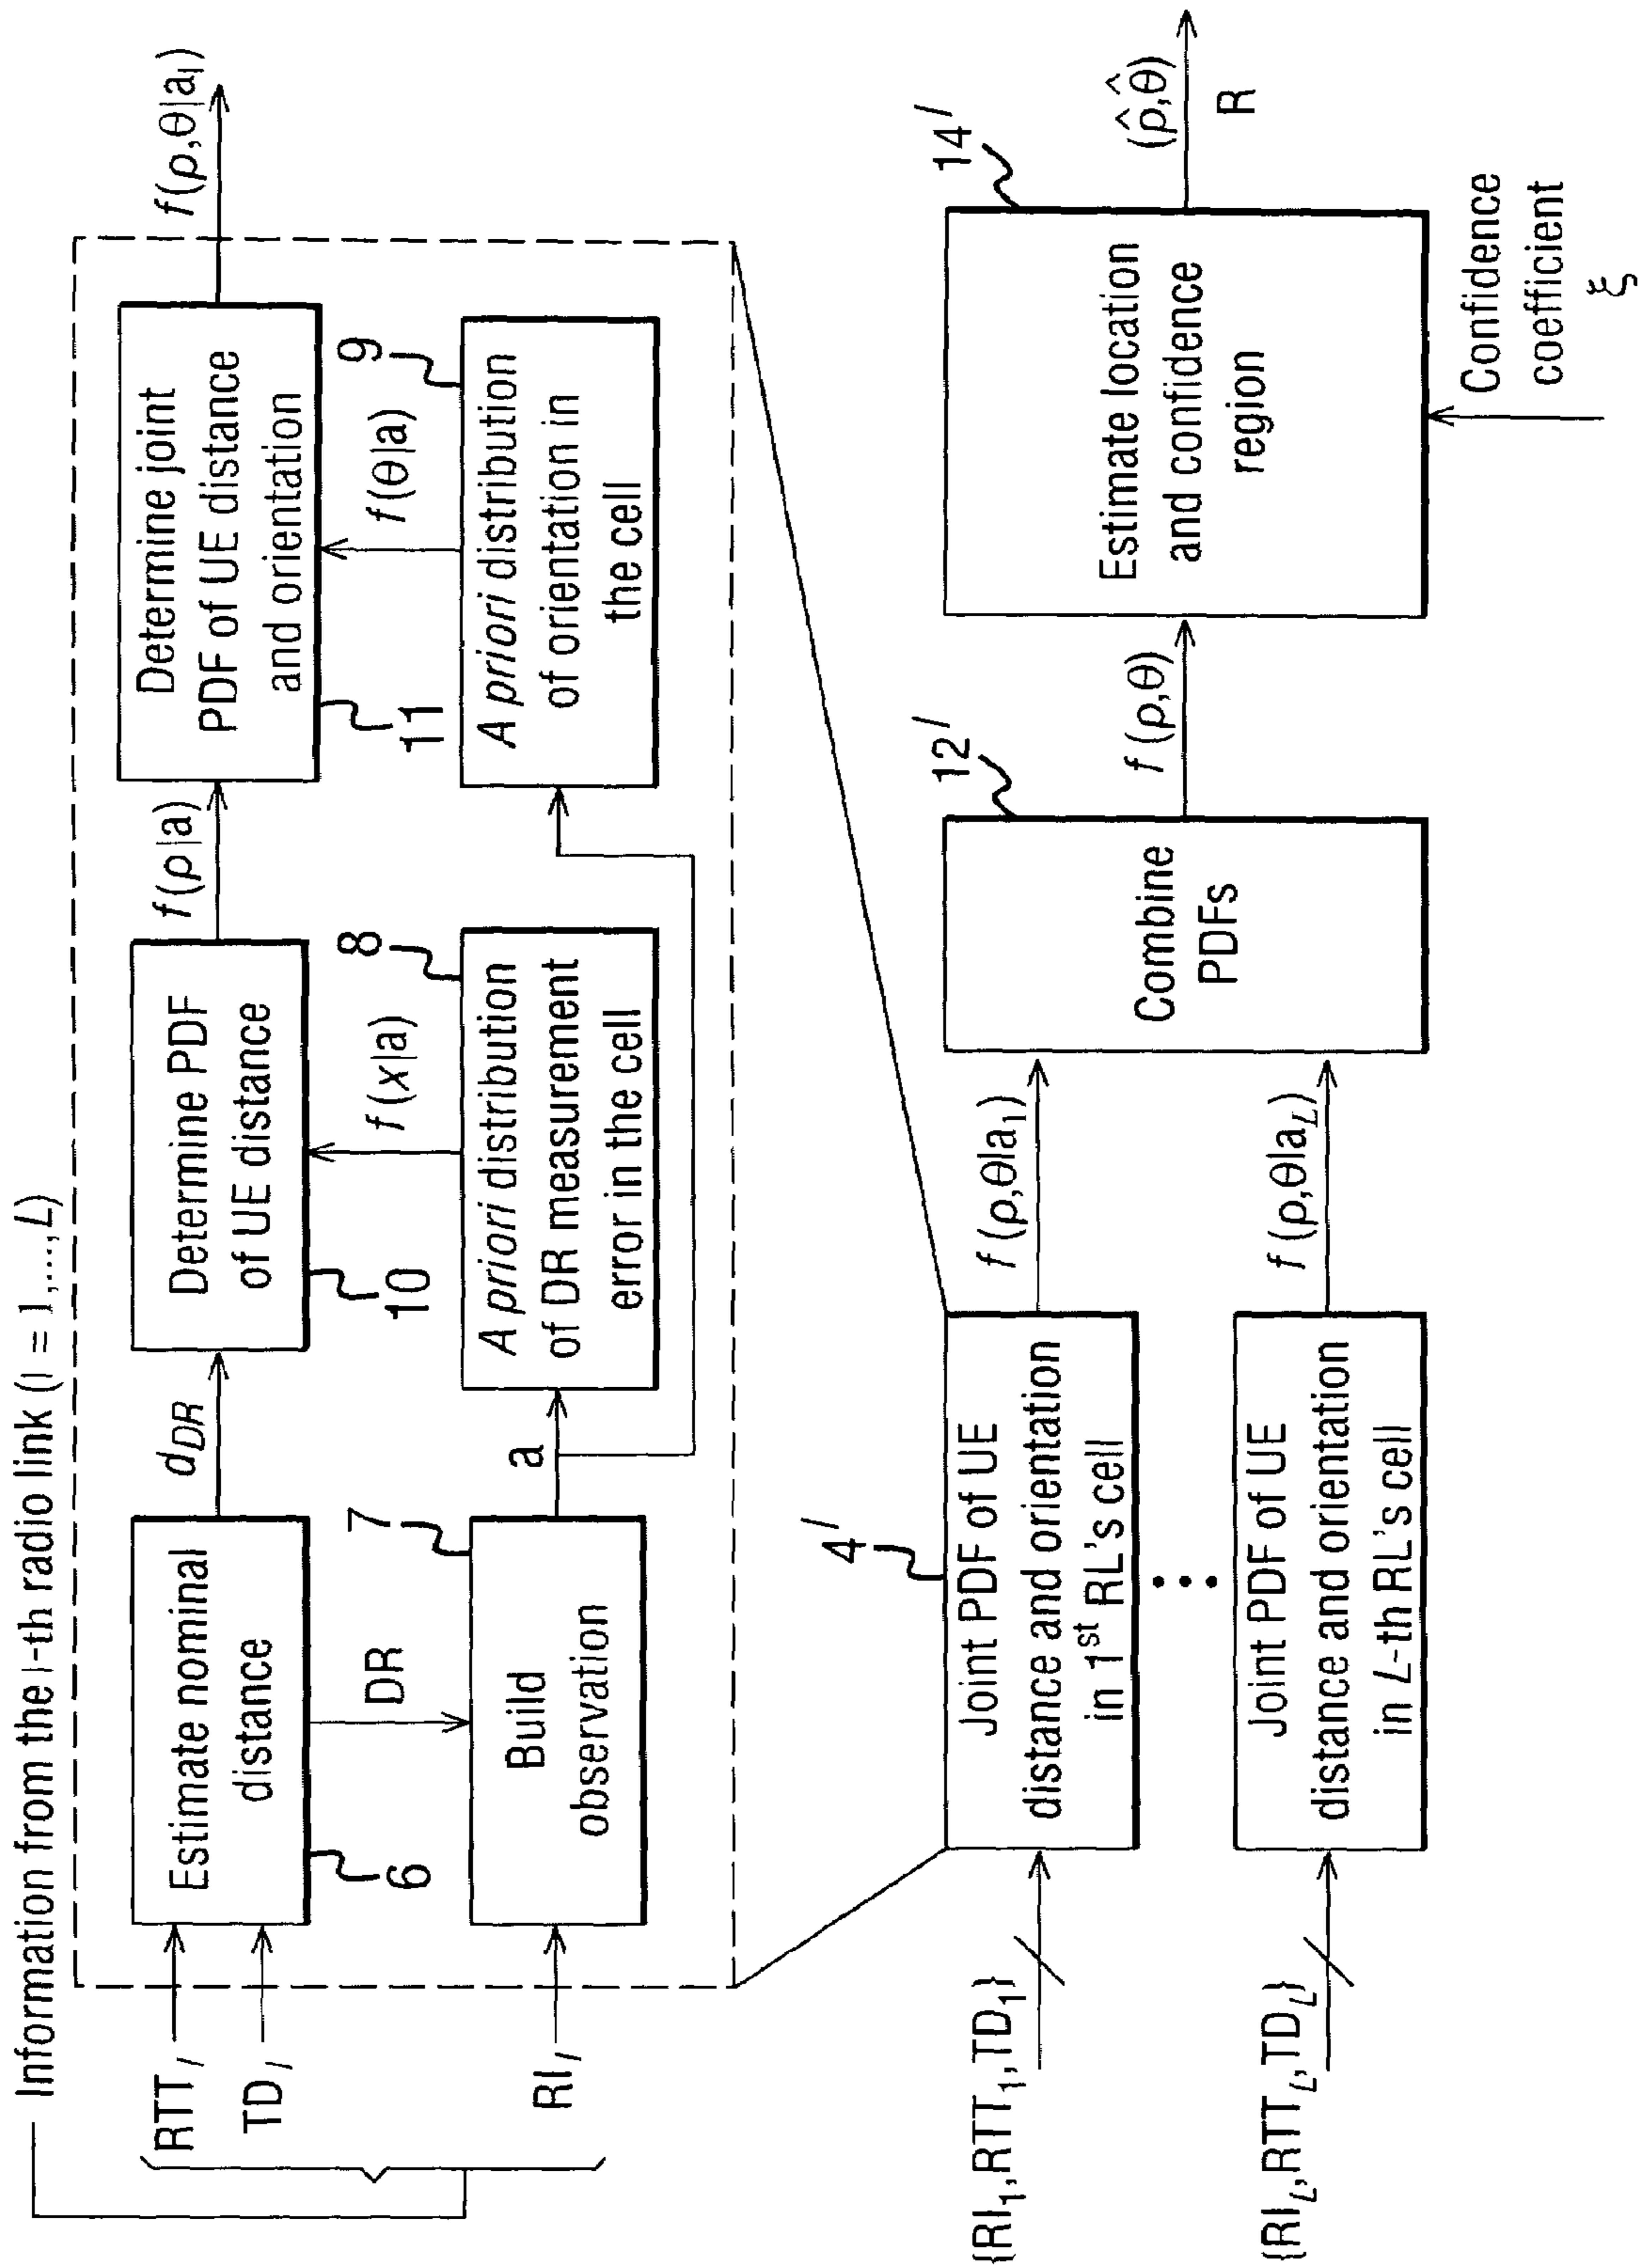 Information from the l-th radio link (l = 1,...,L)
RTT_l
TD_l
RI_l
Estimate nominal
distance
6
d_DR
DR
Build
observation
7
a
Determine PDF
of UE distance
10
f(ρ|a)
f(x|a)
8
A priori distribution
of DR measurement
error in the cell
Determine joint
PDF of UE distance
and orientation
11
f(ρ,θ|a_l)
f(θ|a)
9
A priori distribution
of orientation in
the cell
{RI_1,RTT_1,TD_1}
{RI_L,RTT_L,TD_L}
4'
Joint PDF of UE
distance and orientation
in 1st RL's cell
Joint PDF of UE
distance and orientation
in L-th RL's cell
f(ρ,θ|a_1)
f(ρ,θ|a_L)
12'
Combine
PDFs
f(ρ,θ)
14'
Estimate location
and confidence
region
(ρ̂,θ̂)
R
Confidence
coefficient
ξ